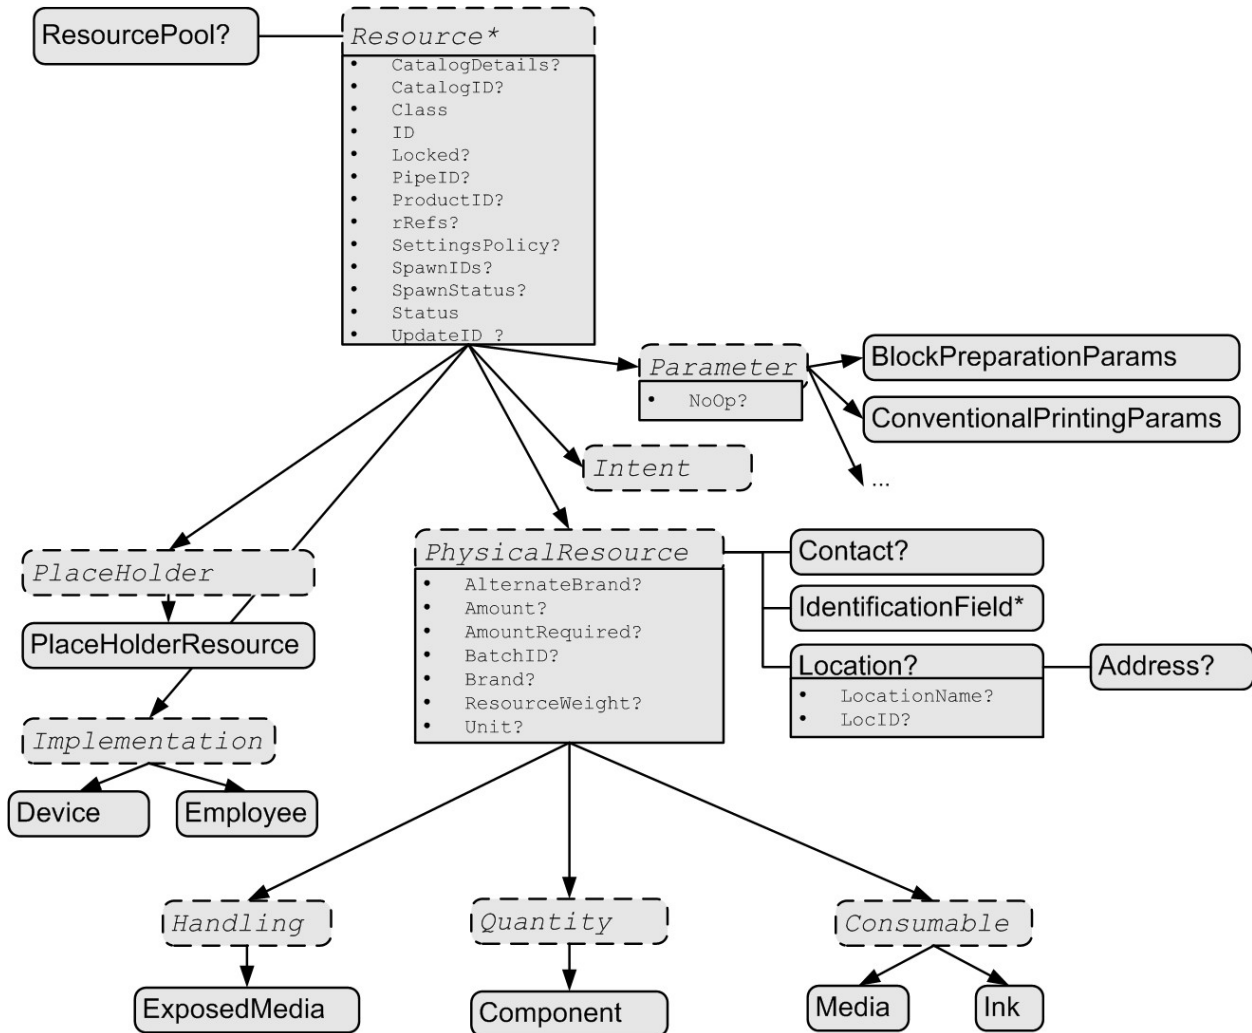 ResourcePool?
Resource*
• CatalogDetails?
• CatalogID?
• Class
• ID
• Locked?
• PipeID?
• ProductID?
• rRefs?
• SettingsPolicy?
• SpawnIDs?
• SpawnStatus?
• Status
• UpdateID ?
Parameter
• NoOp?
BlockPreparationParams
ConventionalPrintingParams
...
Intent
PlaceHolder
PlaceHolderResource
Implementation
Device
Employee
PhysicalResource
• AlternateBrand?
• Amount?
• AmountRequired?
• BatchID?
• Brand?
• ResourceWeight?
• Unit?
Contact?
IdentificationField*
Location?
• LocationName?
• LocID?
Address?
Handling
ExposedMedia
Quantity
Component
Consumable
Media
Ink